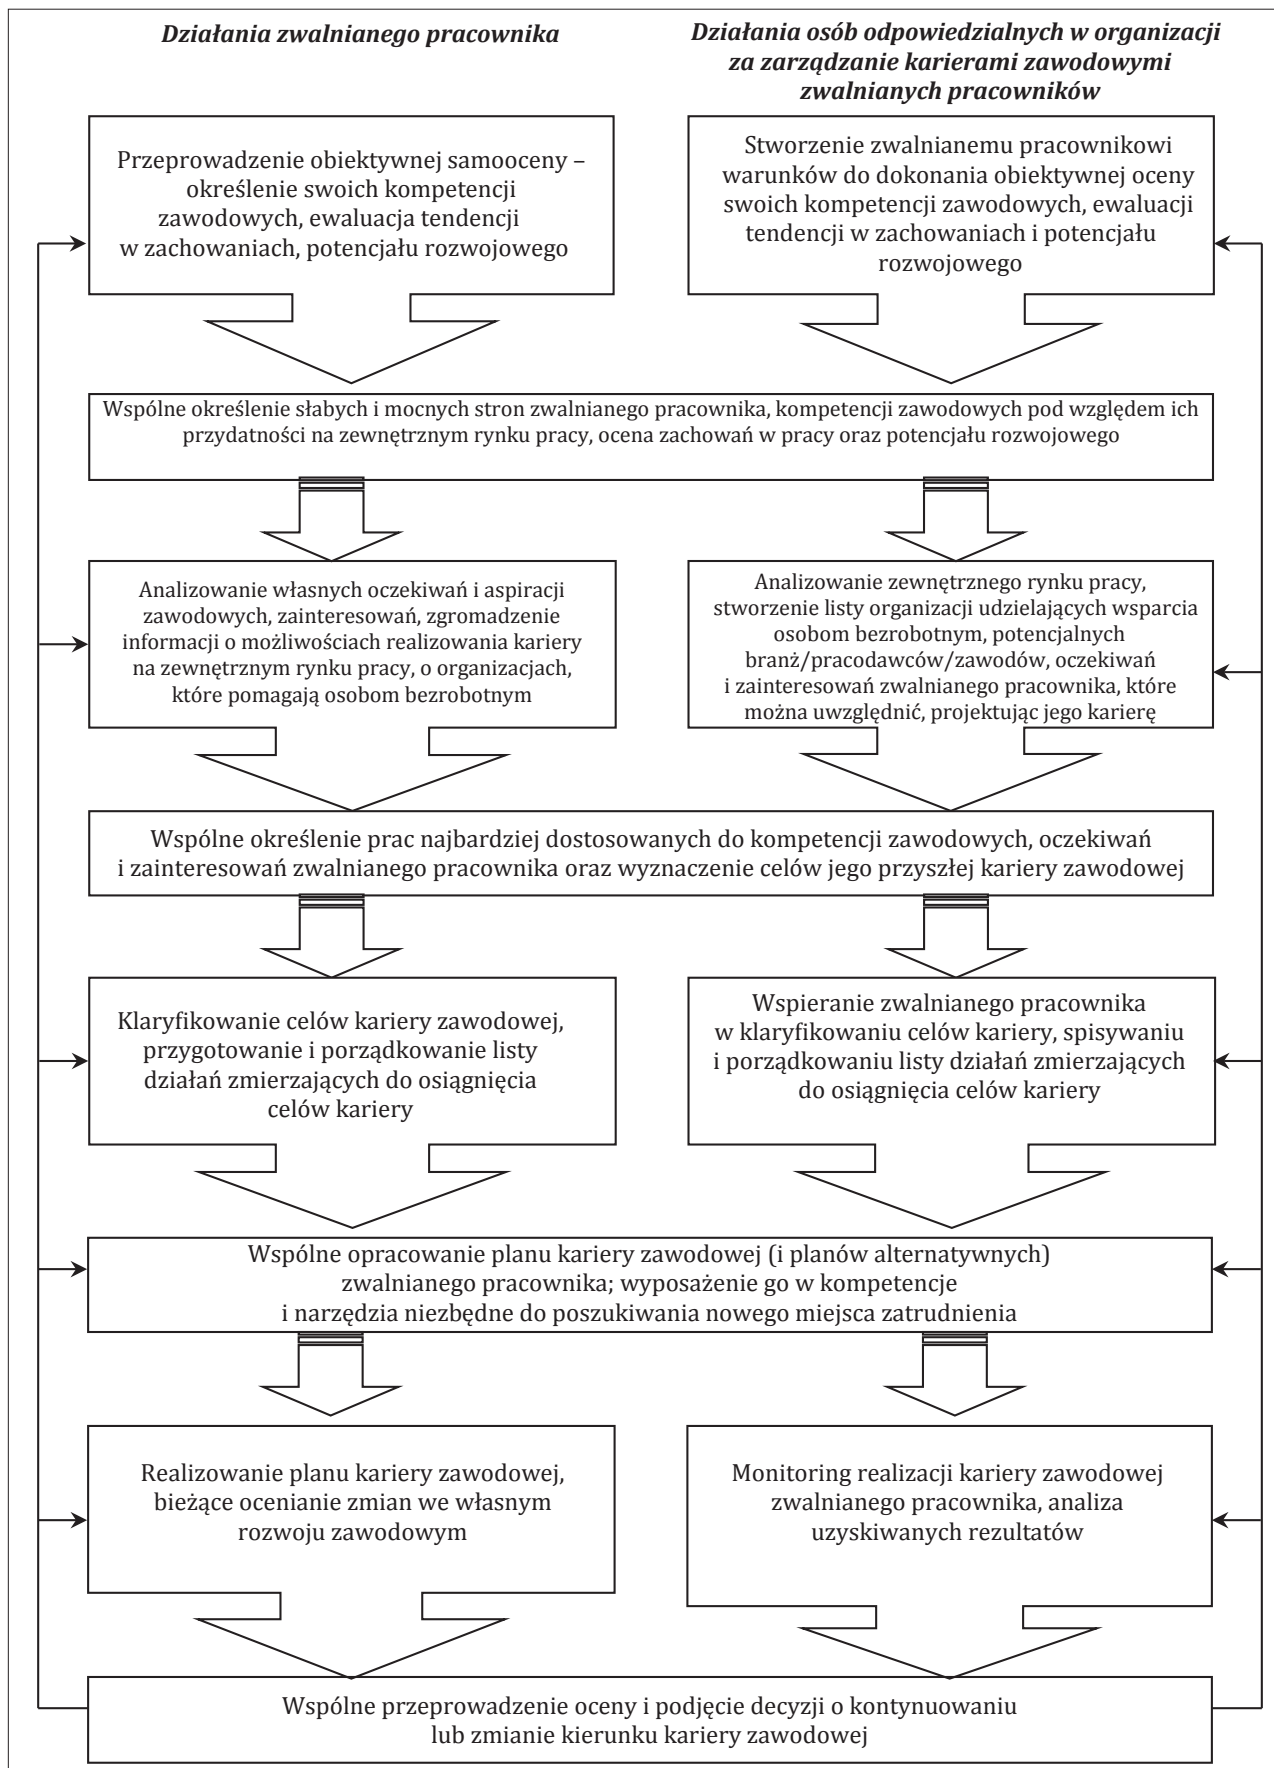 Działania zwalnianego pracownika
Działania osób odpowiedzialnych w organizacji
za zarządzanie karierami zawodowymi
zwalnianych pracowników
Przeprowadzenie obiektywnej samooceny –
określenie swoich kompetencji
zawodowych, ewaluacja tendencji
w zachowaniach, potencjału rozwojowego
Stworzenie zwalnianemu pracownikowi
warunków do dokonania obiektywnej oceny
swoich kompetencji zawodowych, ewaluacji
tendencji w zachowaniach i potencjału
rozwojowego
Wspólne określenie słabych i mocnych stron zwalnianego pracownika, kompetencji zawodowych pod względem ich
przydatności na zewnętrznym rynku pracy, ocena zachowań w pracy oraz potencjału rozwojowego
Analizowanie własnych oczekiwań i aspiracji
zawodowych, zainteresowań, zgromadzenie
informacji o możliwościach realizowania kariery
na zewnętrznym rynku pracy, o organizacjach,
które pomagają osobom bezrobotnym
Analizowanie zewnętrznego rynku pracy,
stworzenie listy organizacji udzielających wsparcia
osobom bezrobotnym, potencjalnych
branż/pracodawców/zawodów, oczekiwań
i zainteresowań zwalnianego pracownika, które
można uwzględnić, projektując jego karierę
Wspólne określenie prac najbardziej dostosowanych do kompetencji zawodowych, oczekiwań
i zainteresowań zwalnianego pracownika oraz wyznaczenie celów jego przyszłej kariery zawodowej
Klaryfikowanie celów kariery zawodowej,
przygotowanie i porządkowanie listy
działań zmierzających do osiągnięcia
celów kariery
Wspieranie zwalnianego pracownika
w klaryfikowaniu celów kariery, spisywaniu
i porządkowaniu listy działań zmierzających
do osiągnięcia celów kariery
Wspólne opracowanie planu kariery zawodowej (i planów alternatywnych)
zwalnianego pracownika; wyposażenie go w kompetencje
i narzędzia niezbędne do poszukiwania nowego miejsca zatrudnienia
Realizowanie planu kariery zawodowej,
bieżące ocenianie zmian we własnym
rozwoju zawodowym
Monitoring realizacji kariery zawodowej
zwalnianego pracownika, analiza
uzyskiwanych rezultatów
Wspólne przeprowadzenie oceny i podjęcie decyzji o kontynuowaniu
lub zmianie kierunku kariery zawodowej